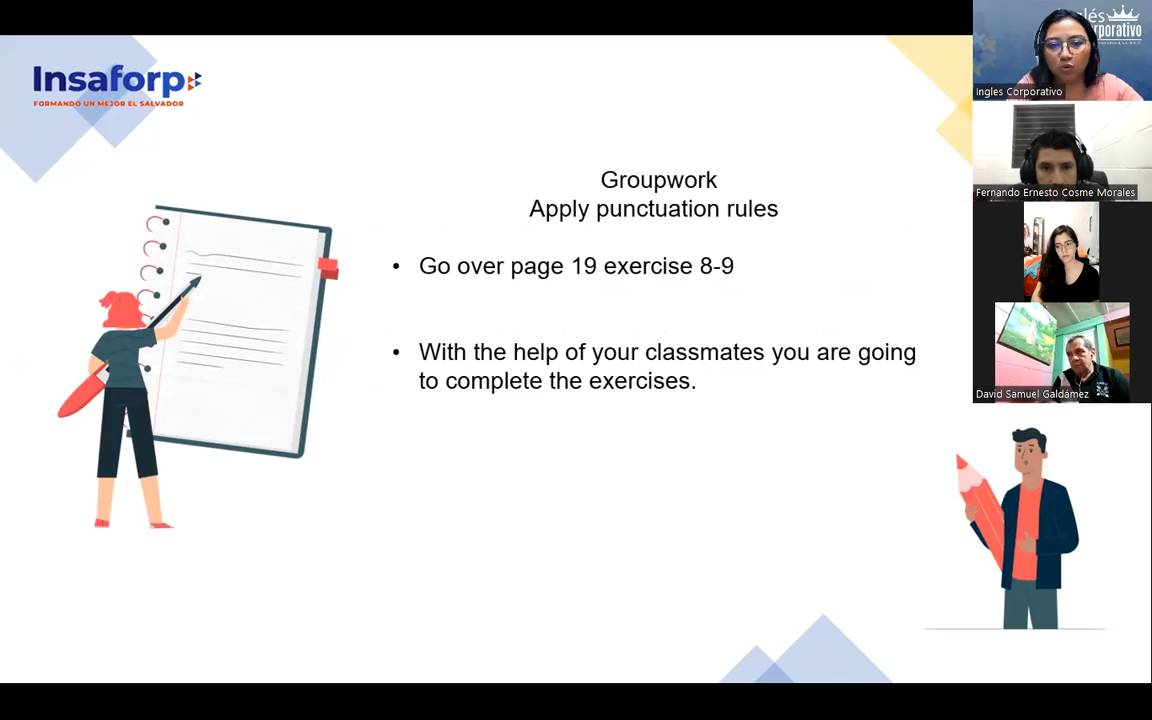 Insaforp
FORMANDO UN MEJOR EL SALVADOR
Groupwork
Apply punctuation rules
• Go over page 19 exercise 8-9
• With the help of your classmates you are going
to complete the exercises.
Inglés
Corporativo
Ingles Corporativo
Fernando Ernesto Cosme Morales
David Samuel Galdámez